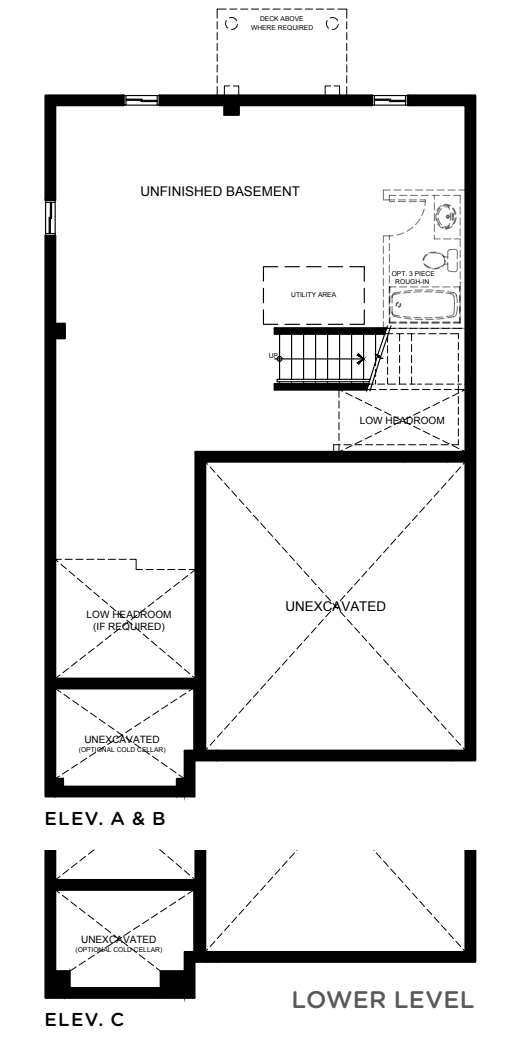 DECK ABOVE
WHERE REQUIRED
UNFINISHED BASEMENT
OPT. 3 PIECE
ROUGH-IN
UTILITY AREA
UP
LOW HEADROOM
UNEXCAVATED
LOW HEADROOM
(IF REQUIRED)
UNEXCAVATED
(OPTIONAL COLD CELLAR)
ELEV. A & B
UNEXCAVATED
(OPTIONAL COLD CELLAR)
LOWER LEVEL
ELEV. C